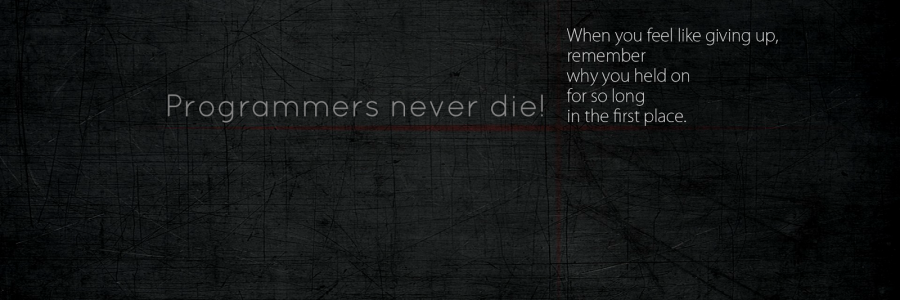 Programmers never die!
When you feel like giving up,
remember
why you held on
for so long
in the first place.